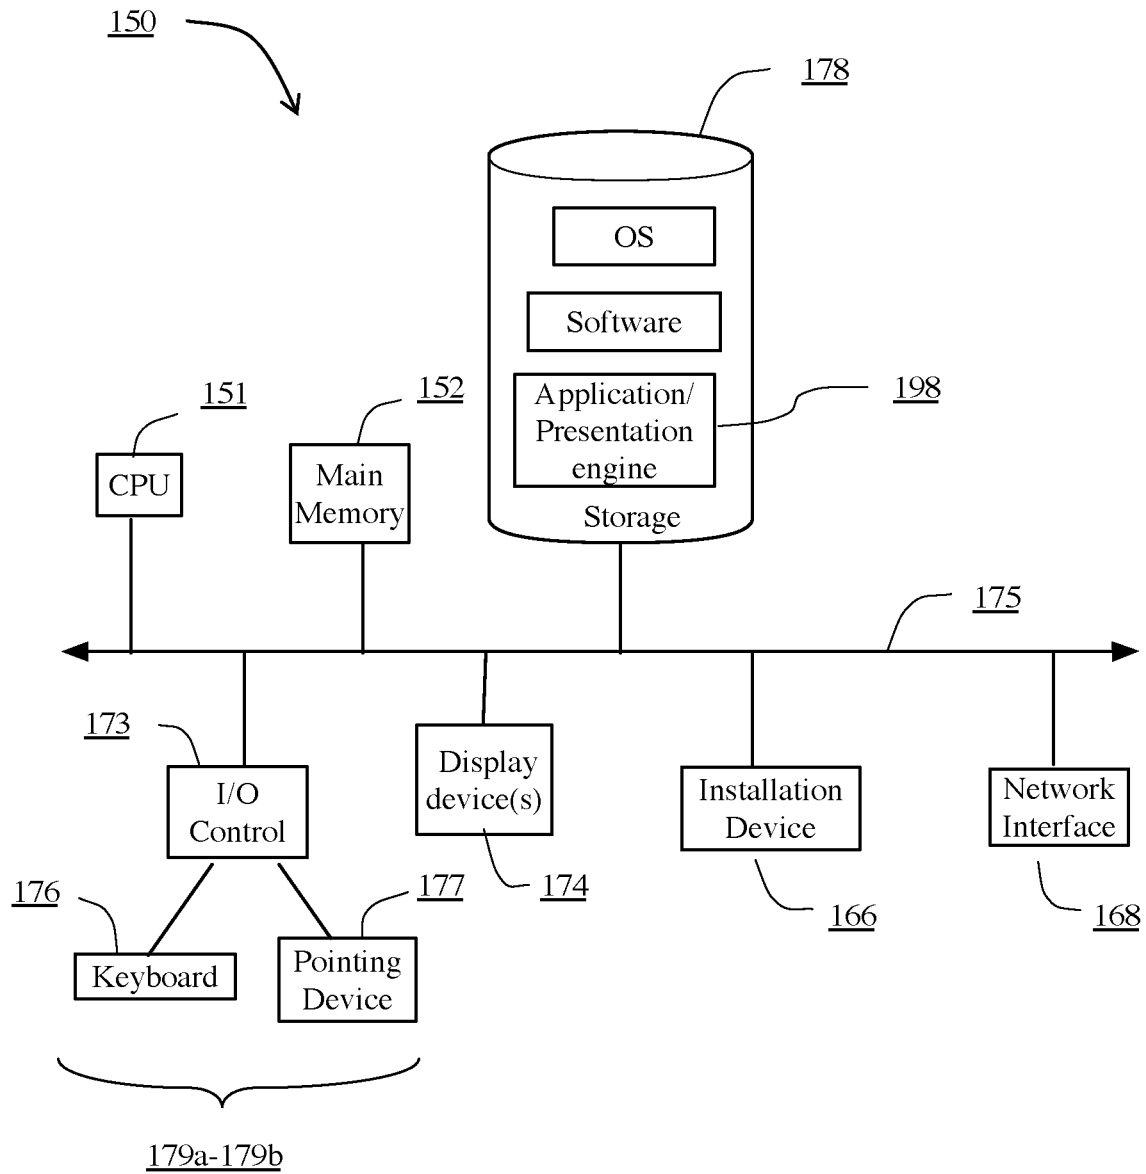 150
178
OS
Software
Application/
Presentation
engine
Storage
198
151
CPU
152
Main
Memory
175
173
I/O
Control
Display
device(s)
174
Installation
Device
166
Network
Interface
168
176
Keyboard
177
Pointing
Device
179a-179b